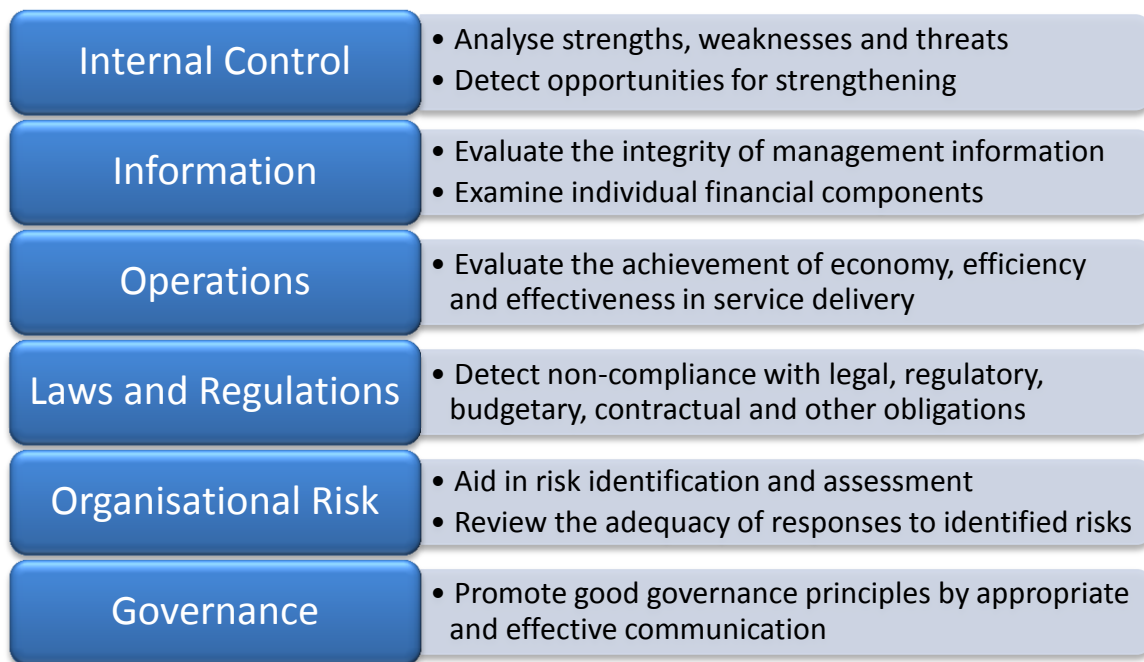 Internal Control
• Analyse strengths, weaknesses and threats
• Detect opportunities for strengthening
Information
• Evaluate the integrity of management information
• Examine individual financial components
Operations
• Evaluate the achievement of economy, efficiency
and effectiveness in service delivery
Laws and Regulations
• Detect non-compliance with legal, regulatory,
budgetary, contractual and other obligations
Organisational Risk
• Aid in risk identification and assessment
• Review the adequacy of responses to identified risks
Governance
• Promote good governance principles by appropriate
and effective communication